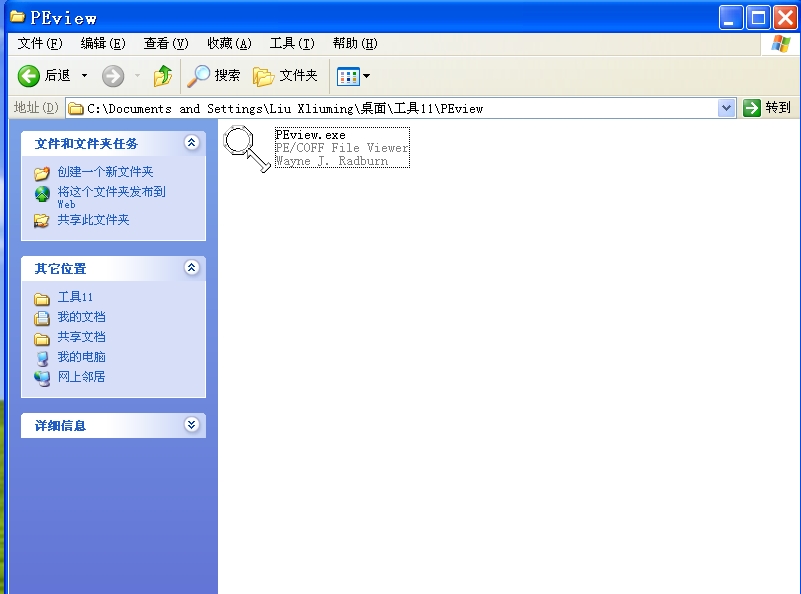 PEview
文件(F) 编辑(E) 查看(V) 收藏(A) 工具(T) 帮助(H)
后退 搜索 文件夹
地址(D) C:\Documents and Settings\Liu Xliuming\桌面\工具11\PEview 转到
文件和文件夹任务
创建一个新文件夹
将这个文件夹发布到
Web
共享此文件夹
其它位置
工具11
我的文档
共享文档
我的电脑
网上邻居
详细信息
PEview.exe
PE/COFF File Viewer
Wayne J. Radburn